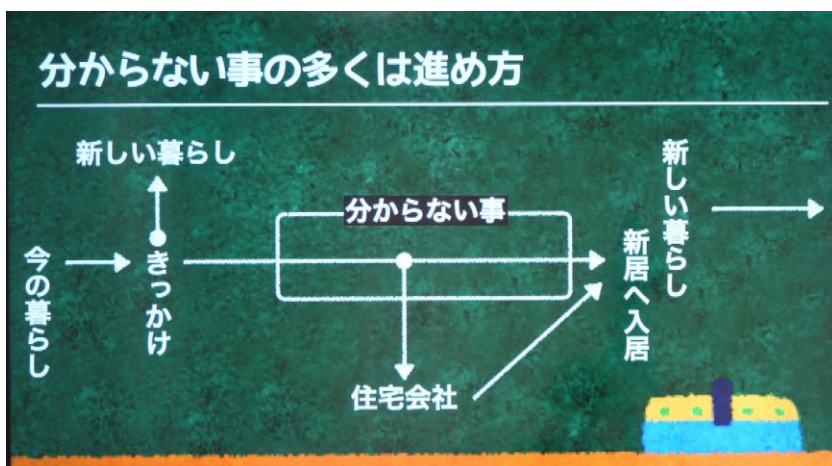 分からない事の多くは進め方
新しい暮らし
今の暮らし
きっかけ
分からない事
住宅会社
新しい暮らし
新居へ入居